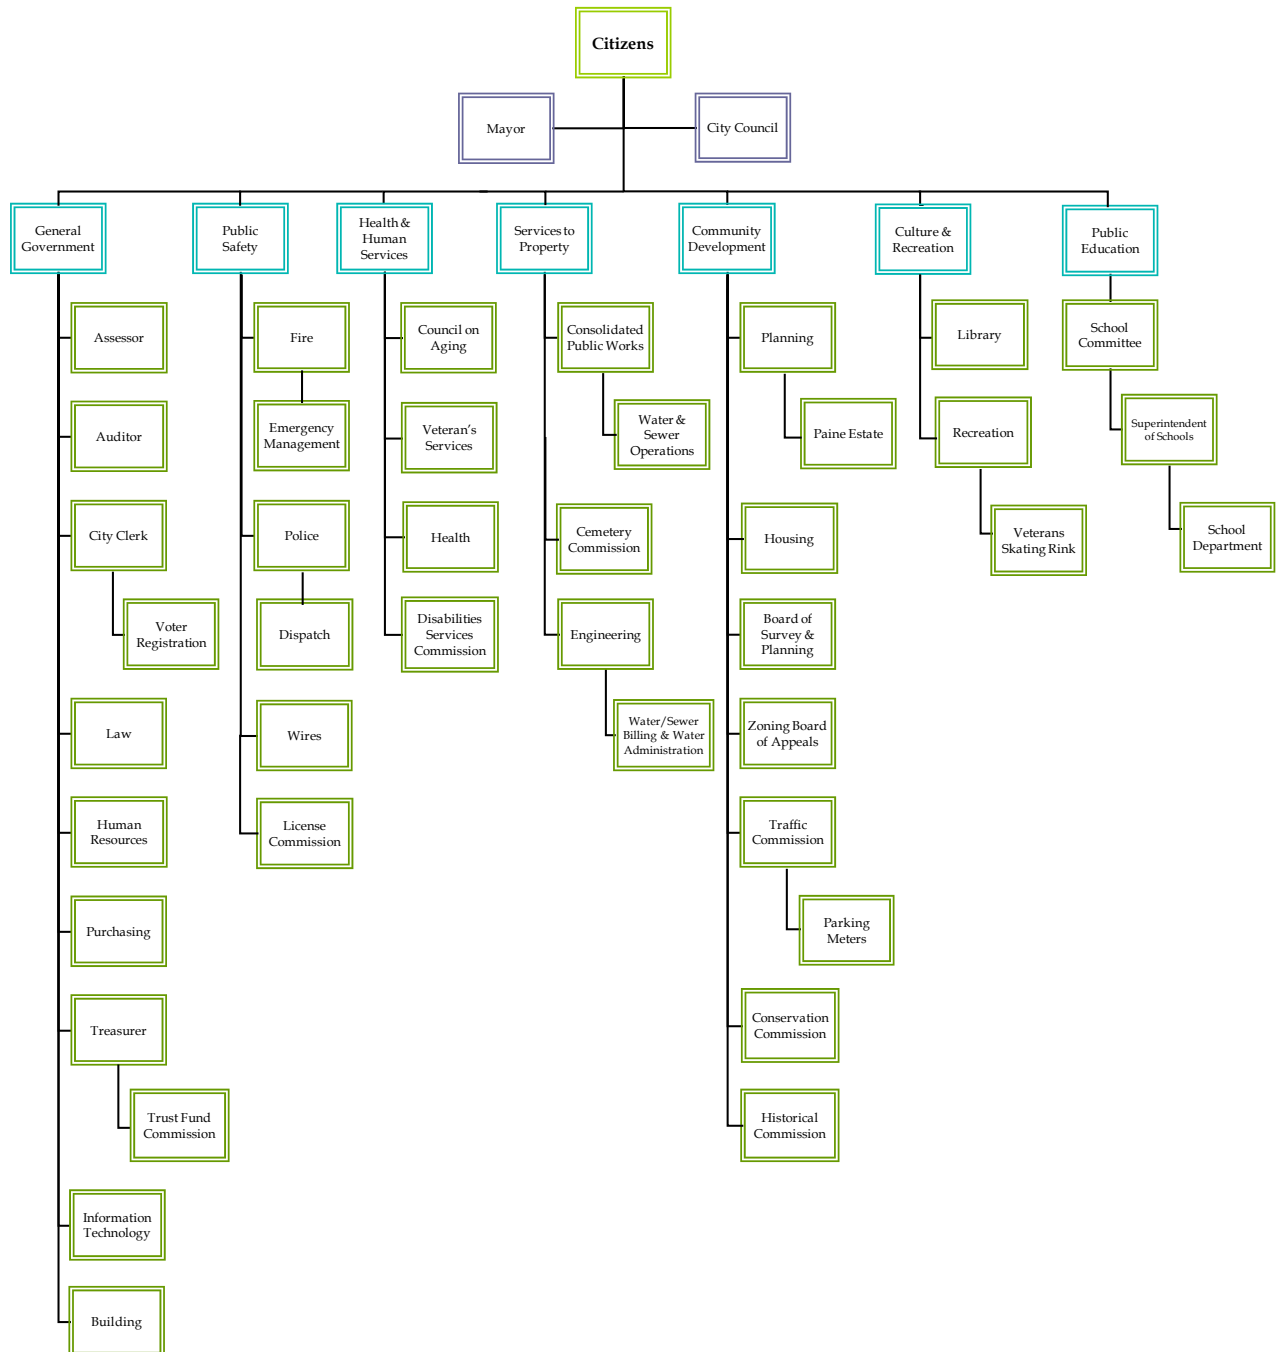 Citizens
Mayor
City Council
General
Government
Public
Safety
Health &
Human
Services
Services to
Property
Community
Development
Culture &
Recreation
Public
Education
Assessor
Auditor
City Clerk
Voter
Registration
Law
Human
Resources
Purchasing
Treasurer
Trust Fund
Commission
Information
Technology
Building
Fire
Emergency
Management
Police
Dispatch
Wires
License
Commission
Council on
Aging
Veteran’s
Services
Health
Disabilities
Services
Commission
Consolidated
Public Works
Water &
Sewer
Operations
Cemetery
Commission
Engineering
Water/Sewer
Billing & Water
Administration
Planning
Paine Estate
Housing
Board of
Survey &
Planning
Zoning Board
of Appeals
Traffic
Commission
Parking
Meters
Conservation
Commission
Historical
Commission
Library
Recreation
Veterans
Skating Rink
School
Committee
Superintendent
of Schools
School
Department